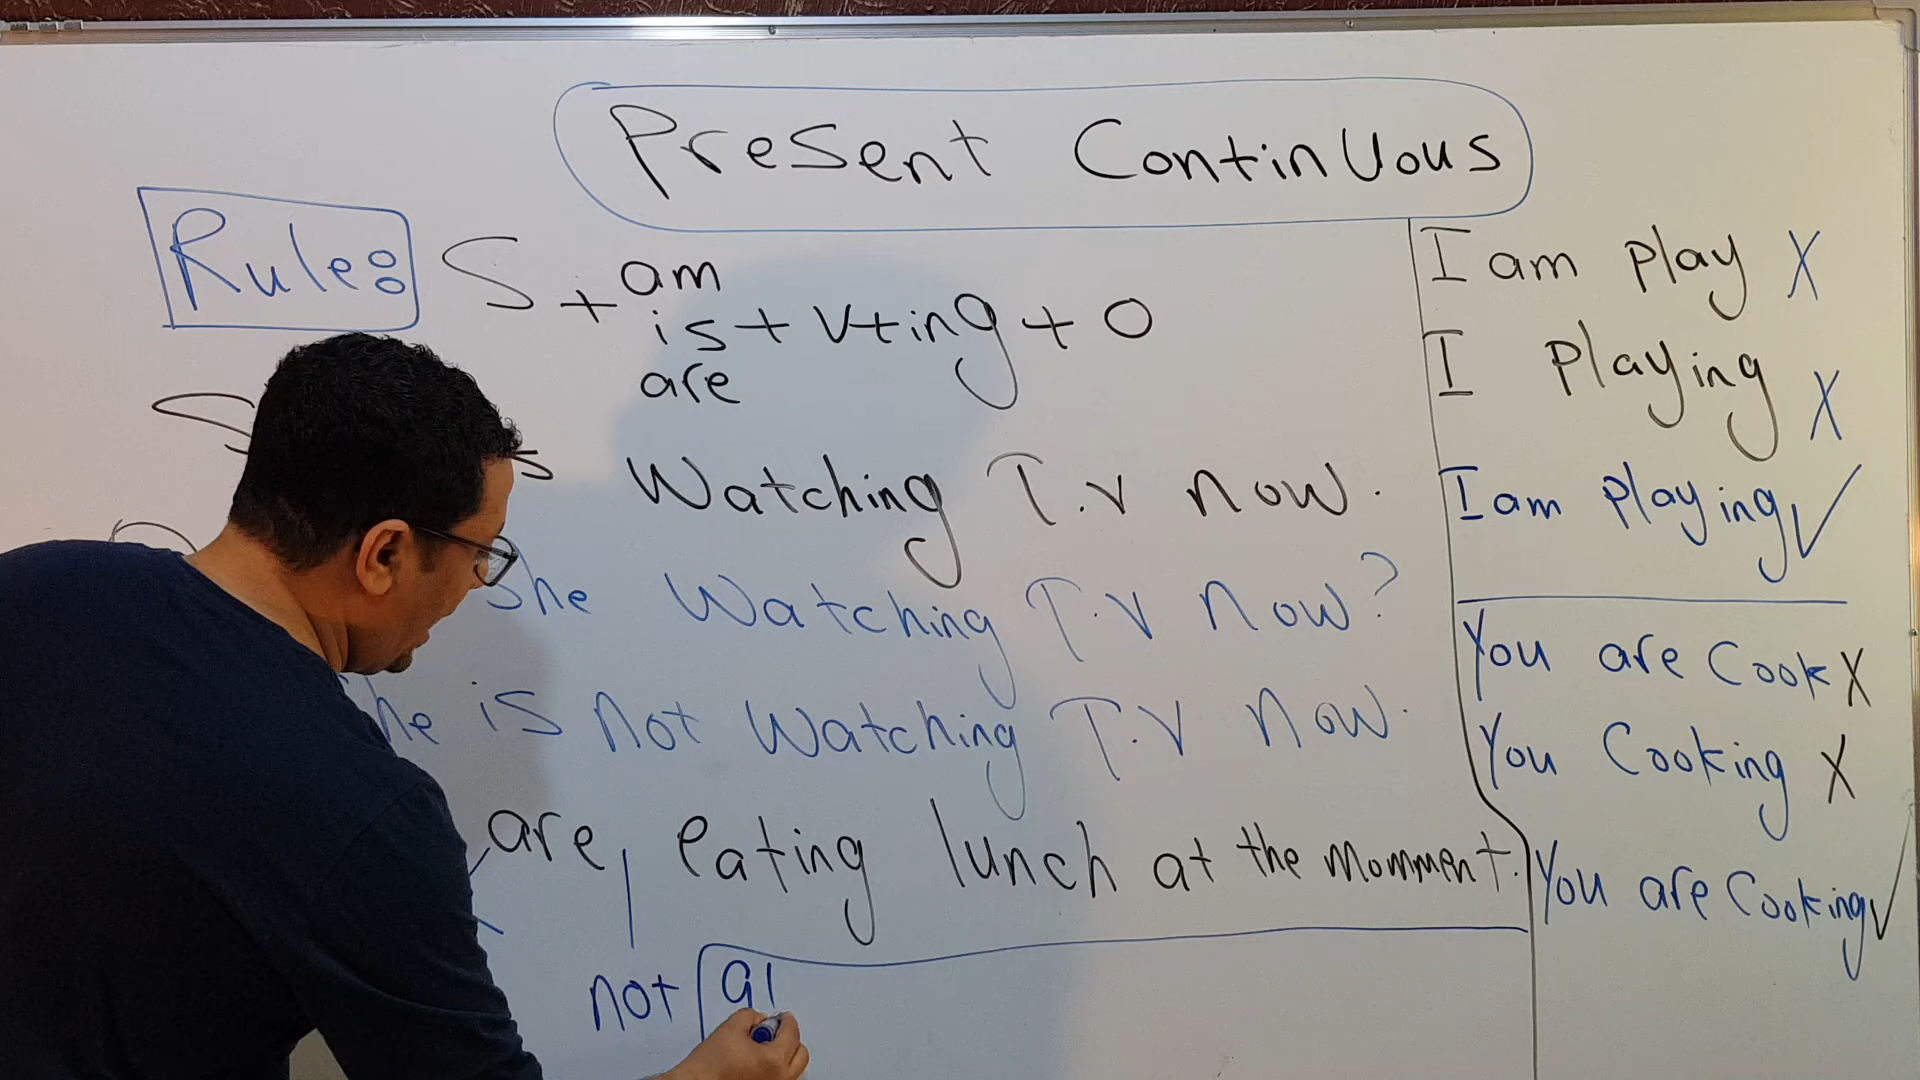 Present Continuous
Rule:
S + am
is + v+ing + O
are
Watching T.V now.
she Watching T.V now?
he is not Watching T.V now.
are, eating lunch at the momment.
not
I am play X
I playing X
I am playing ✓
You are Cook X
You Cooking X
You are Cooking ✓